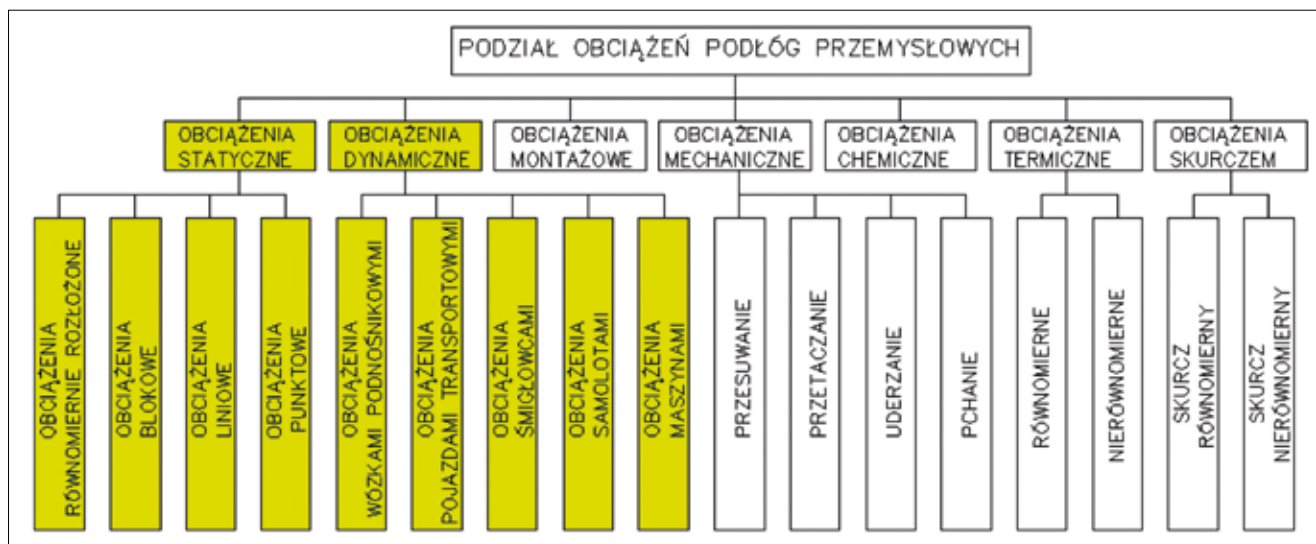 PODZIAŁ OBCIĄŻEŃ PODŁÓG PRZEMYSŁOWYCH
OBCIĄŻENIA
STATYCZNE
OBCIĄŻENIA
DYNAMICZNE
OBCIĄŻENIA
MONTAŻOWE
OBCIĄŻENIA
MECHANICZNE
OBCIĄŻENIA
CHEMICZNE
OBCIĄŻENIA
TERMICZNE
OBCIĄŻENIA
SKURCZEM
OBCIĄŻENIA
RÓWNOMIERNIE ROZŁOŻONE
OBCIĄŻENIA
BLOKOWE
OBCIĄŻENIA
LINIOWE
OBCIĄŻENIA
PUNKTOWE
OBCIĄŻENIA
WÓZKAMI PODNOŚNIKOWYMI
OBCIĄŻENIA
POJAZDAMI TRANSPORTOWYMI
OBCIĄŻENIA
ŚMIGŁOWCAMI
OBCIĄŻENIA
SAMOLOTAMI
OBCIĄŻENIA
MASZYNAMI
PRZESUWANIE
PRZETACZANIE
UDERZANIE
PCHANIE
RÓWNOMIERNE
NIERÓWNOMIERNE
SKURCZ
RÓWNOMIERNY
SKURCZ
NIERÓWNOMIERNY